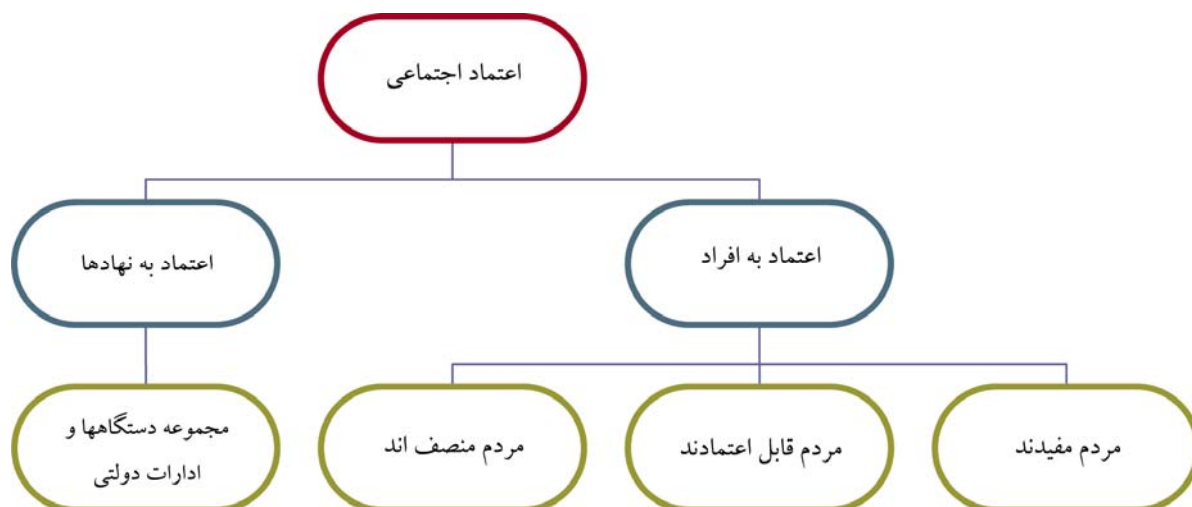 اعتماد اجتماعی
اعتماد به افراد
اعتماد به نهادها
مردم مفیدند
مردم قابل اعتمادند
مردم منصف اند
مجموعه دستگاهها و
ادارات دولتی